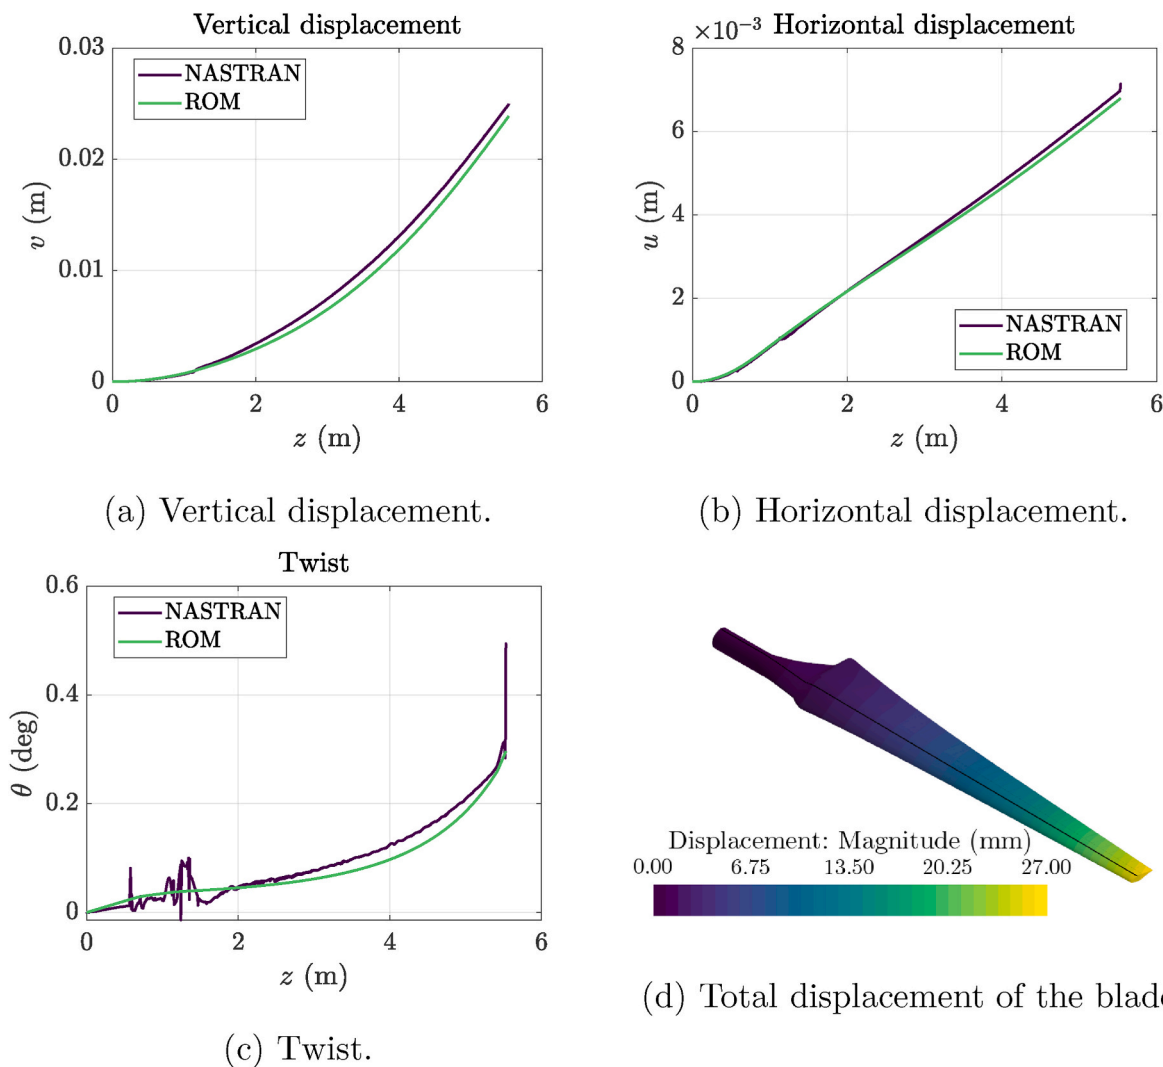 Vertical displacement
0.03
0.02
0.01
0
v (m)
NASTRAN
ROM
0 2 4 6
z (m)
(a) Vertical displacement.
×10−3 Horizontal displacement
8
6
4
2
0
u (m)
NASTRAN
ROM
0 2 4 6
z (m)
(b) Horizontal displacement.
Twist
0.6
0.4
0.2
0
θ (deg)
NASTRAN
ROM
0 2 4 6
z (m)
(c) Twist.
Displacement: Magnitude (mm)
0.00 6.75 13.50 20.25 27.00
(d) Total displacement of the blad